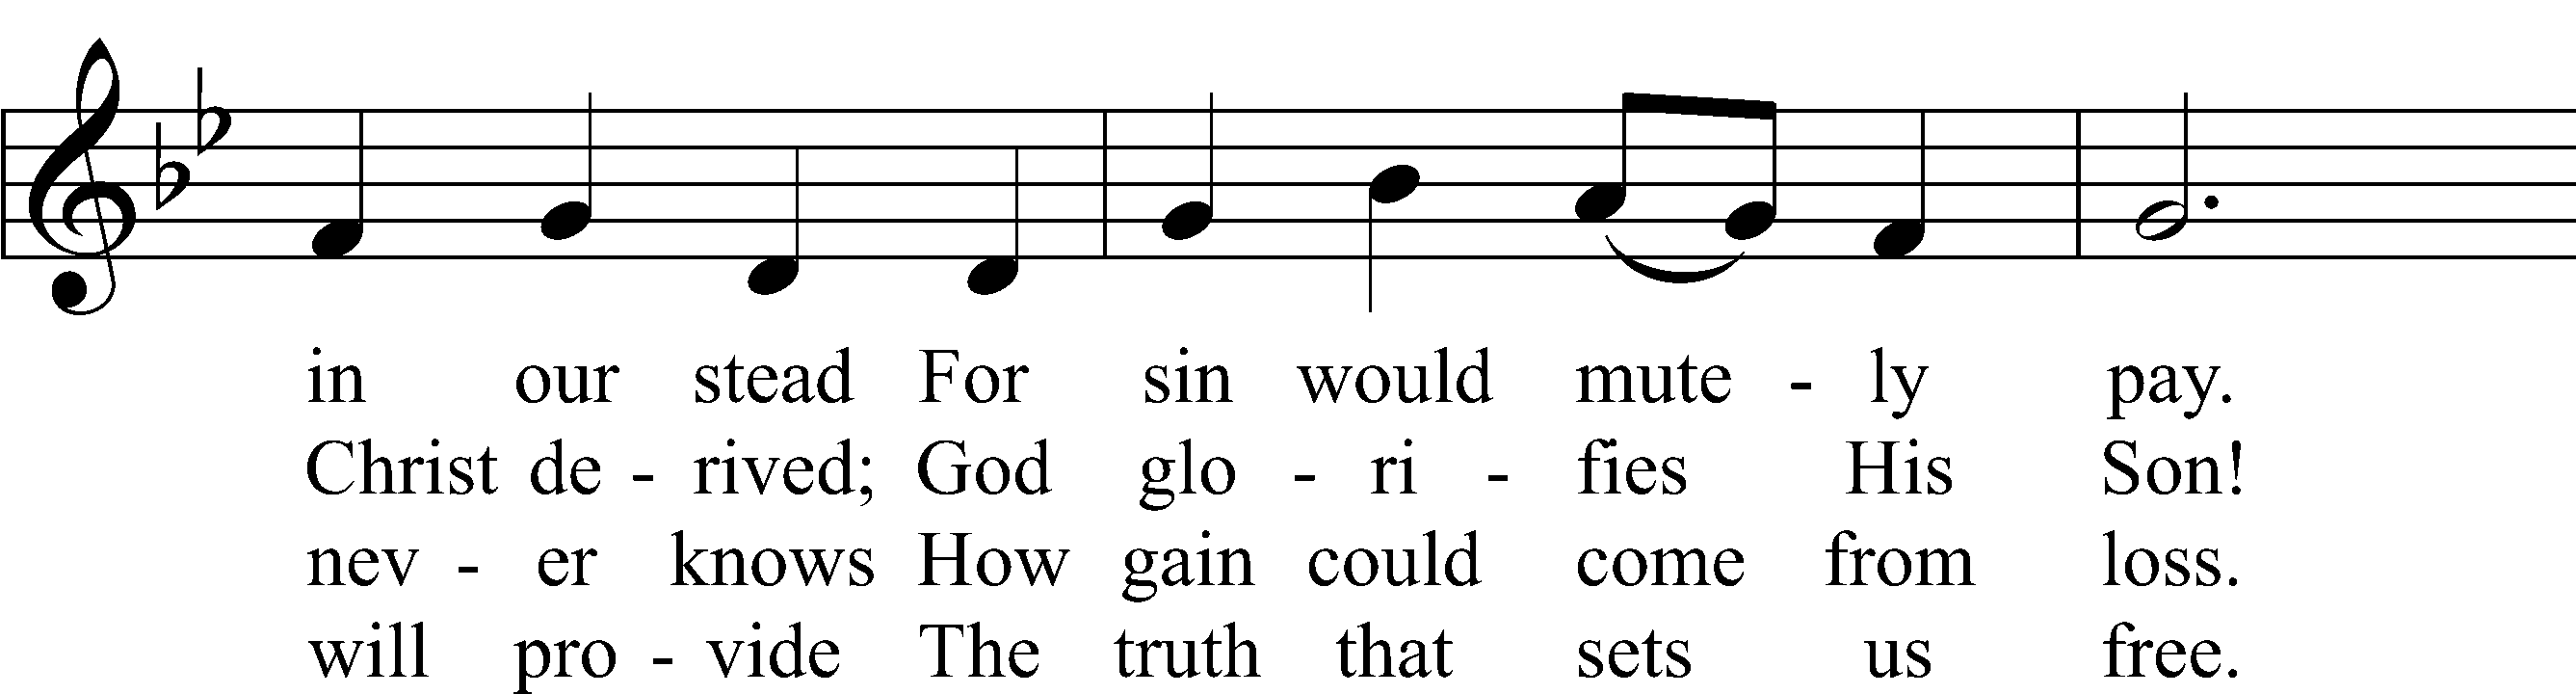 in our stead For sin would mute - ly pay.
Christ de - rived; God glo - ri - fies His Son!
nev - er knows How gain could come from loss.
will pro - vide The truth that sets us free.